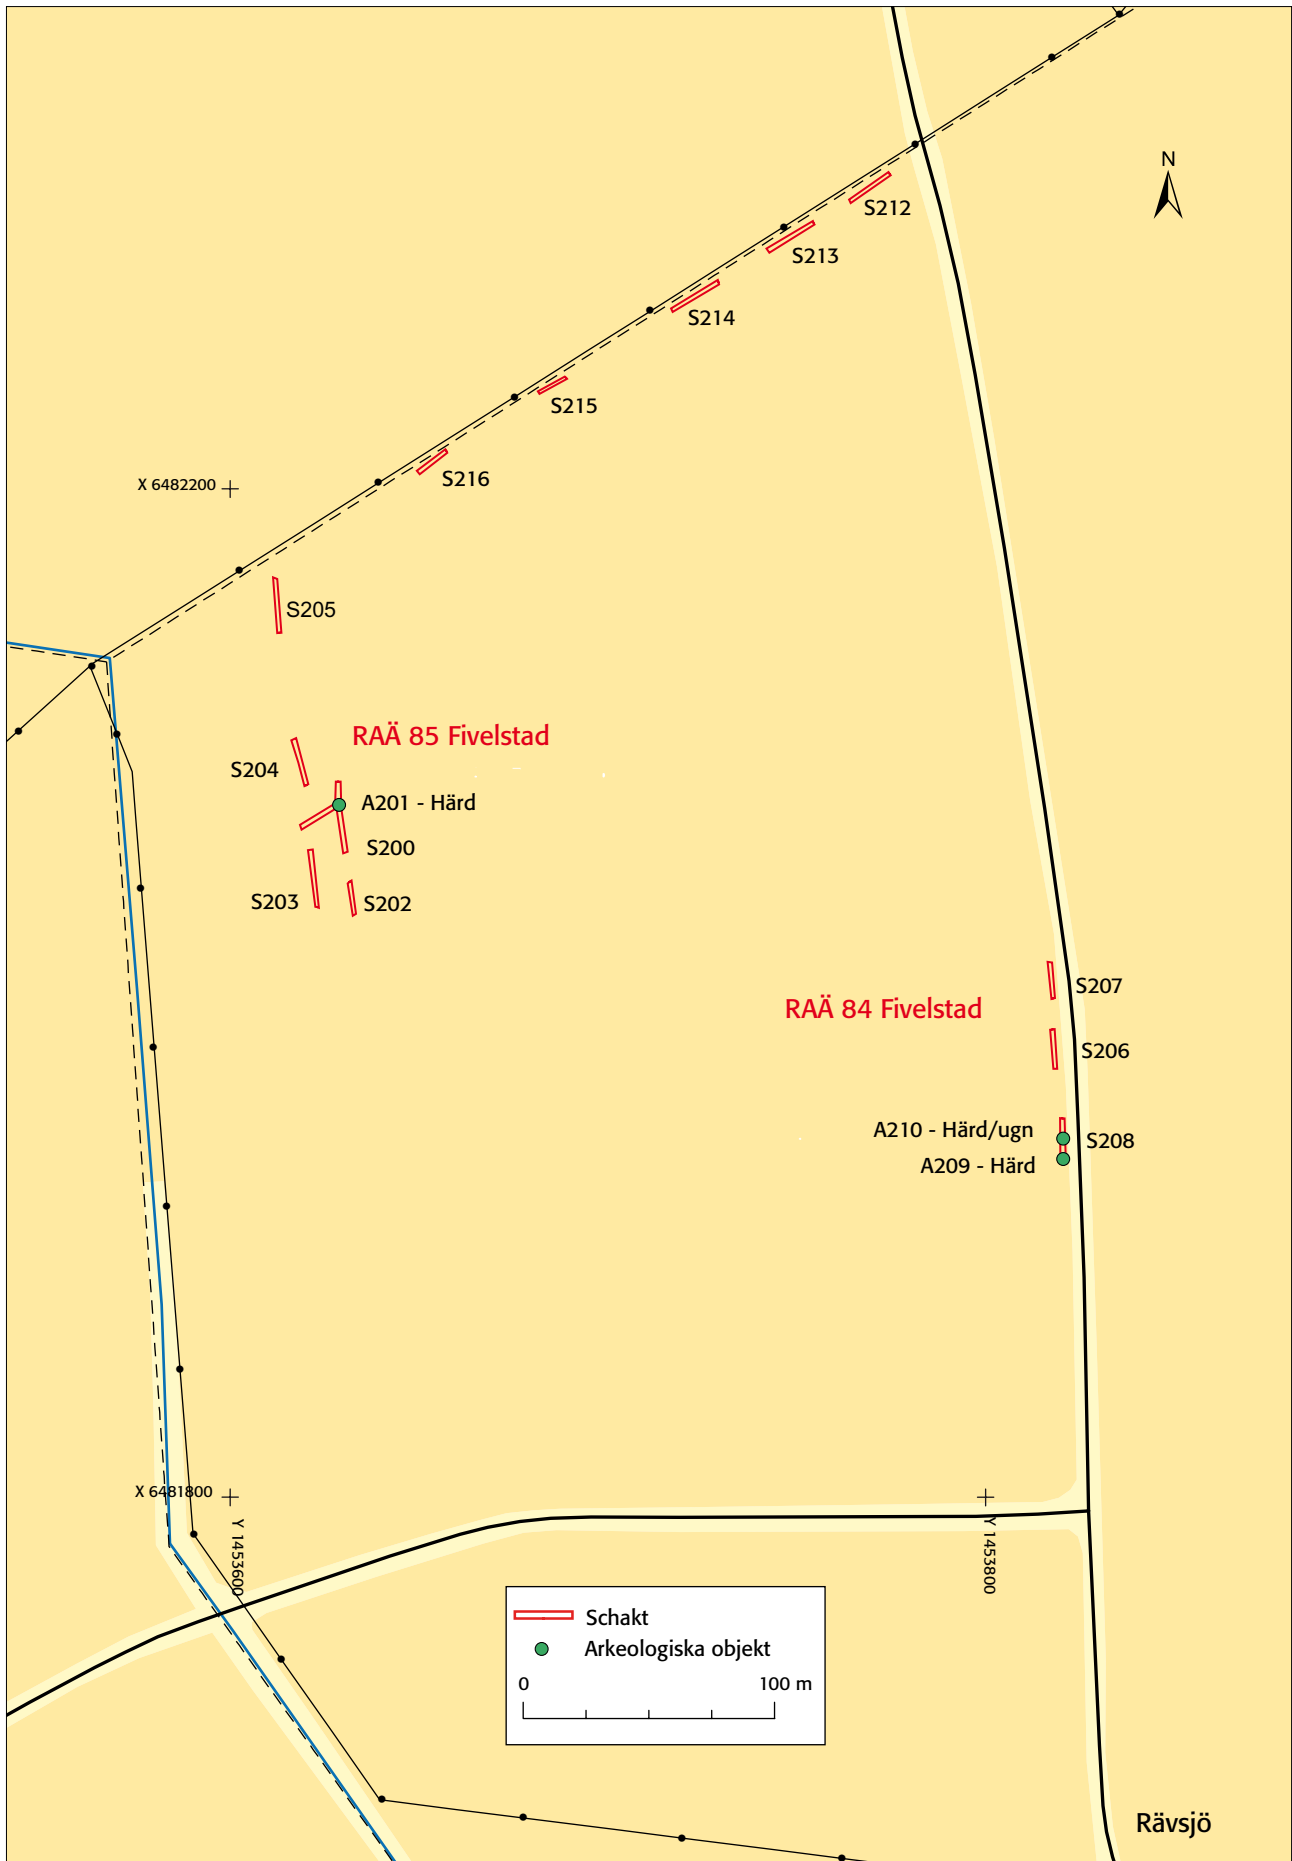 N
S212
S213
S214
S215
S216
X 6482200
S205
RAÄ 85 Fivelstad
S204
A201 - Härd
S200
S203
S202
S207
RAÄ 84 Fivelstad
S206
A210 - Härd/ugn
S208
A209 - Härd
X 6481800
Y 1453600
Y 1453800
Schakt
Arkeologiska objekt
0 100 m
Rävsjö